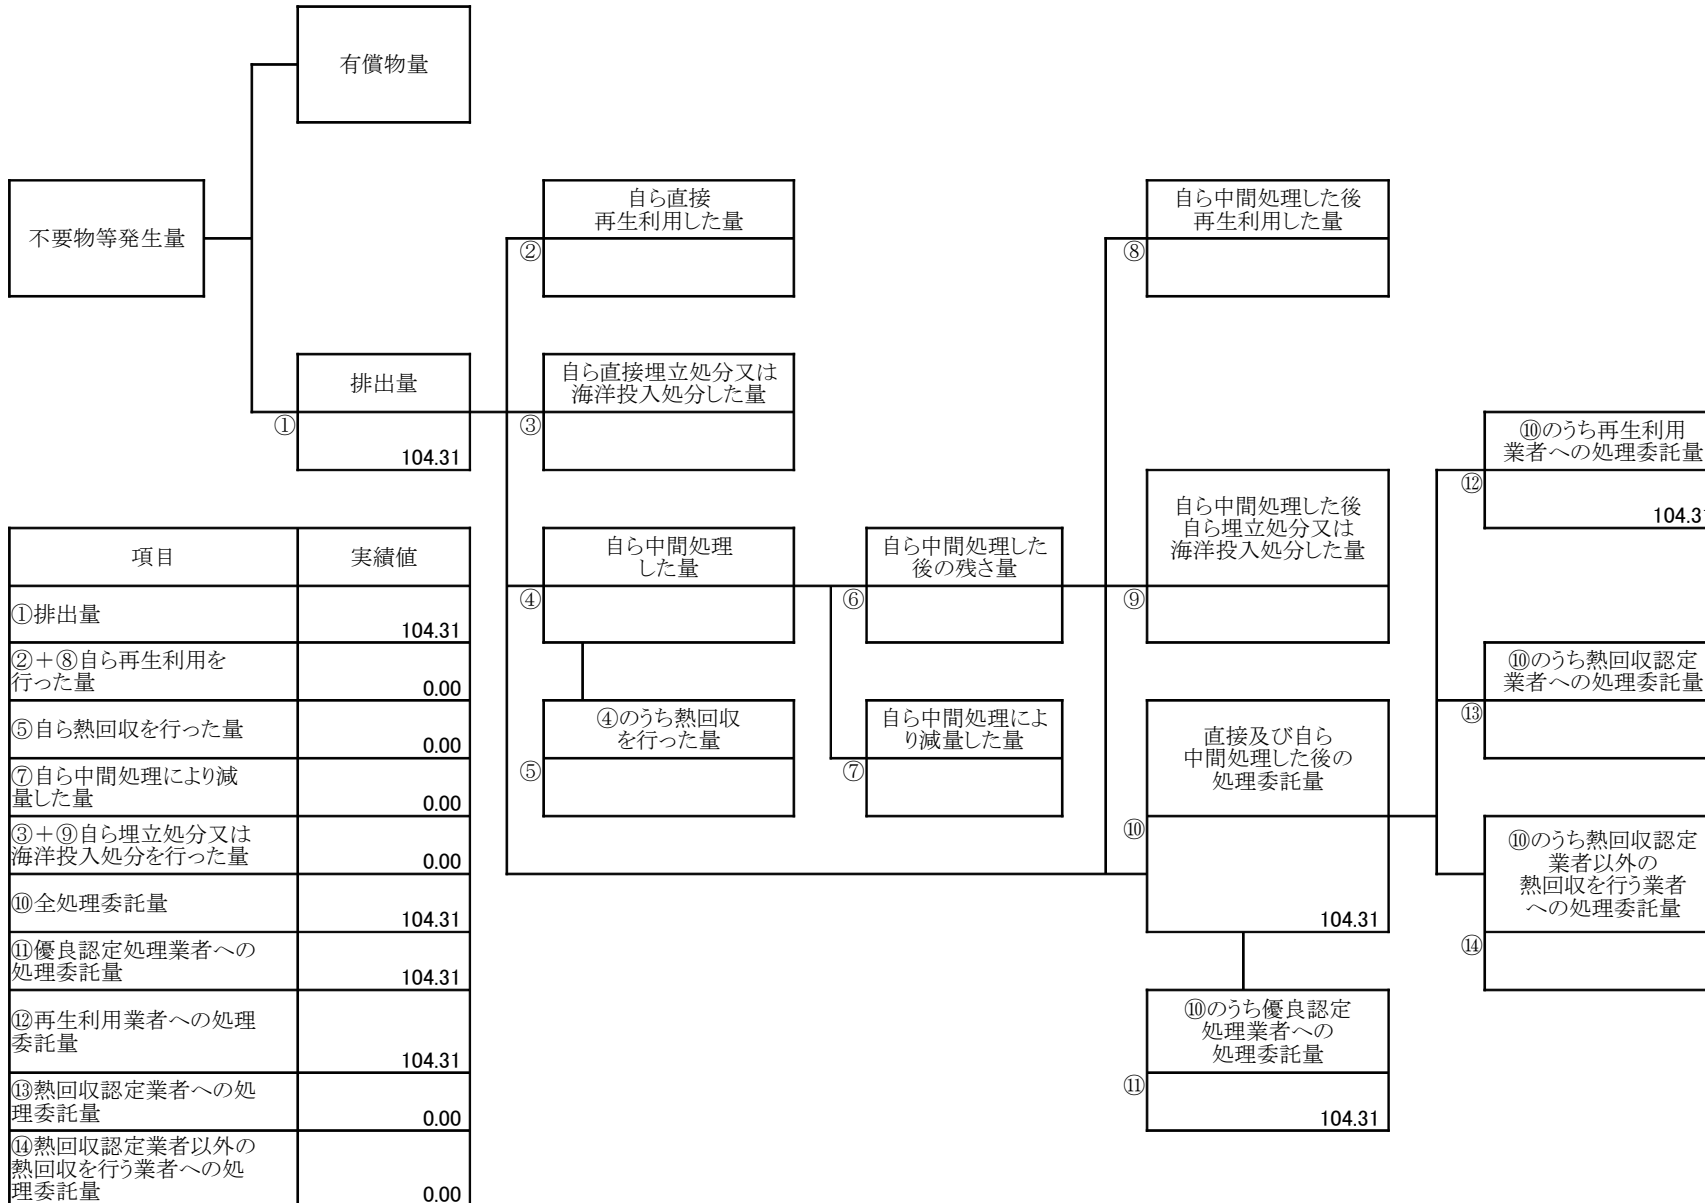 有償物量
不要物等発生量
自ら直接
再生利用した量
②
自ら中間処理した後
再生利用した量
⑧
排出量
①
104.31
自ら直接埋立処分又は
海洋投入処分した量
③
⑩のうち再生利用
業者への処理委託量
⑫
104.31
自ら中間処理
した量
④
自ら中間処理した
後の残さ量
⑥
自ら中間処理した後
自ら埋立処分又は
海洋投入処分した量
⑨
⑩のうち熱回収認定
業者への処理委託量
⑬
④のうち熱回収
を行った量
⑤
自ら中間処理によ
り減量した量
⑦
直接及び自ら
中間処理した後の
処理委託量
⑩
104.31
⑩のうち熱回収認定
業者以外の
熱回収を行う業者
への処理委託量
⑭
⑩のうち優良認定
処理業者への
処理委託量
⑪
104.31
項目 実績値
①排出量
104.31
②+⑧自ら再生利用を
行った量 0.00
⑤自ら熱回収を行った量
0.00
⑦自ら中間処理により減
量した量 0.00
③+⑨自ら埋立処分又は
海洋投入処分を行った量 0.00
⑩全処理委託量
104.31
⑪優良認定処理業者への
処理委託量 104.31
⑫再生利用業者への処理
委託量
104.31
⑬熱回収認定業者への処
理委託量 0.00
⑭熱回収認定業者以外の
熱回収を行う業者への処
理委託量 0.00